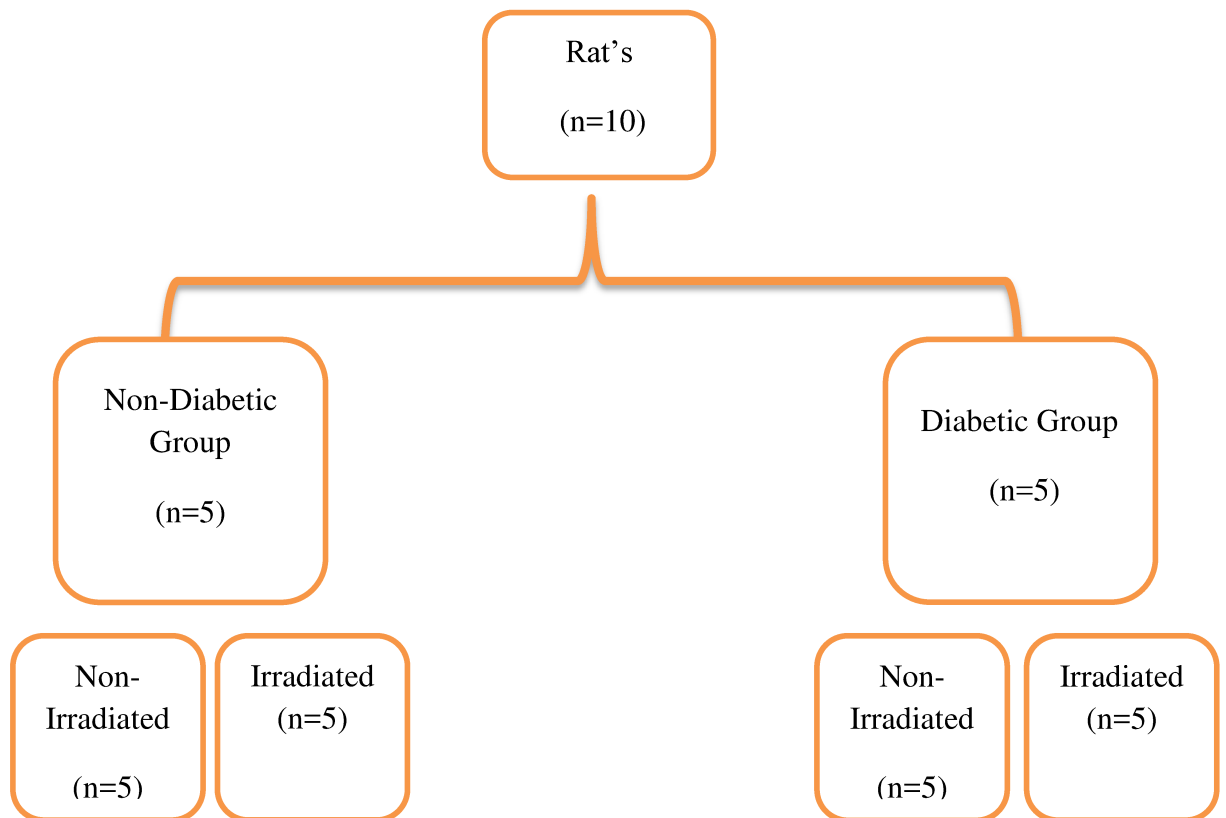 Rat’s
(n=10)
Non-Diabetic
Group
(n=5)
Diabetic Group
(n=5)
Non-
Irradiated
(n=5)
Irradiated
(n=5)
Non-
Irradiated
(n=5)
Irradiated
(n=5)